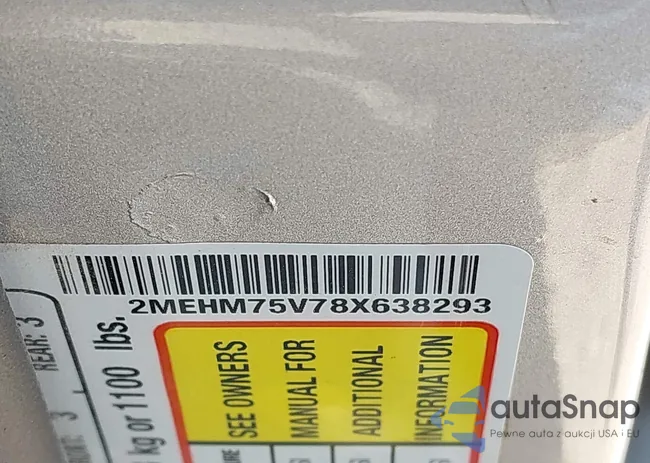 2MEHM75V78X638293
REAR: 3
3
kg or 1100 lbs.
SEE OWNERS
MANUAL FOR
ADDITIONAL
INFORMATION
autaSnap
Pewne auta z aukcji USA i EU